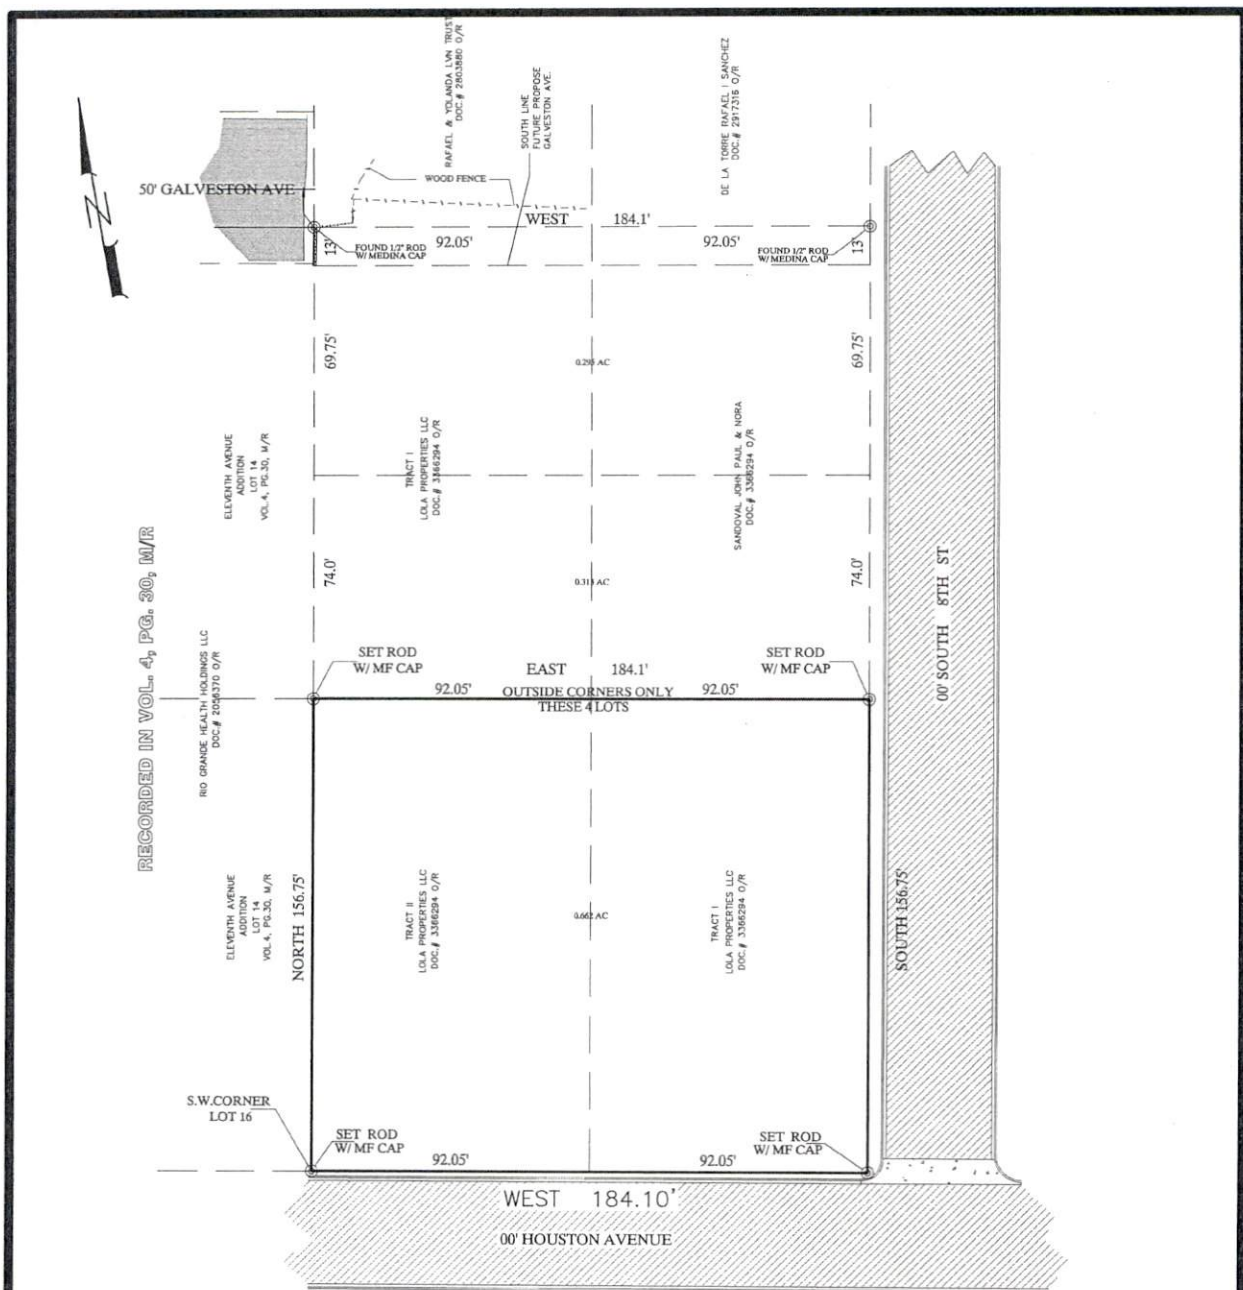 RAFAEL & YOLANDA LVN TRUST
DOC.# 2803880 O/R
SOUTH LINE
FUTURE PROPOSE
GALVESTON AVE.
DE LA TORRE RAFAEL I SANCHEZ
DOC.# 2917316 O/R
N
50' GALVESTON AVE
WOOD FENCE
WEST 184.1'
13'
FOUND 1/2" ROD
W/ MEDINA CAP
92.05'
92.05'
FOUND 1/2" ROD
W/ MEDINA CAP
13'
69.75'
0.295 AC
69.75'
ELEVENTH AVENUE
ADDITION
LOT 14
VOL.4, PG.30, M/R
TRACT I
LOLA PROPERTIES LLC
DOC.# 3366294 O/R
SANDOVAL JOHN PAUL & NORA
DOC.# 3366294 O/R
74.0'
0.313 AC
74.0'
00' SOUTH 8TH ST.
RECORDED IN VOL. 4, PG. 30, M/R
RIO GRANDE HEALTH HOLDINGS LLC
DOC.# 2056370 O/R
SET ROD
W/ MF CAP
SET ROD
W/ MF CAP
EAST 184.1'
92.05'
92.05'
OUTSIDE CORNERS ONLY
THESE 4 LOTS
ELEVENTH AVENUE
ADDITION
LOT 14
VOL.4, PG.30, M/R
NORTH 156.75'
TRACT II
LOLA PROPERTIES LLC
DOC.# 3366294 O/R
0.662 AC
TRACT I
LOLA PROPERTIES LLC
DOC.# 3366294 O/R
SOUTH 156.75'
S.W.CORNER
LOT 16
SET ROD
W/ MF CAP
SET ROD
W/ MF CAP
92.05'
92.05'
WEST 184.10'
00' HOUSTON AVENUE